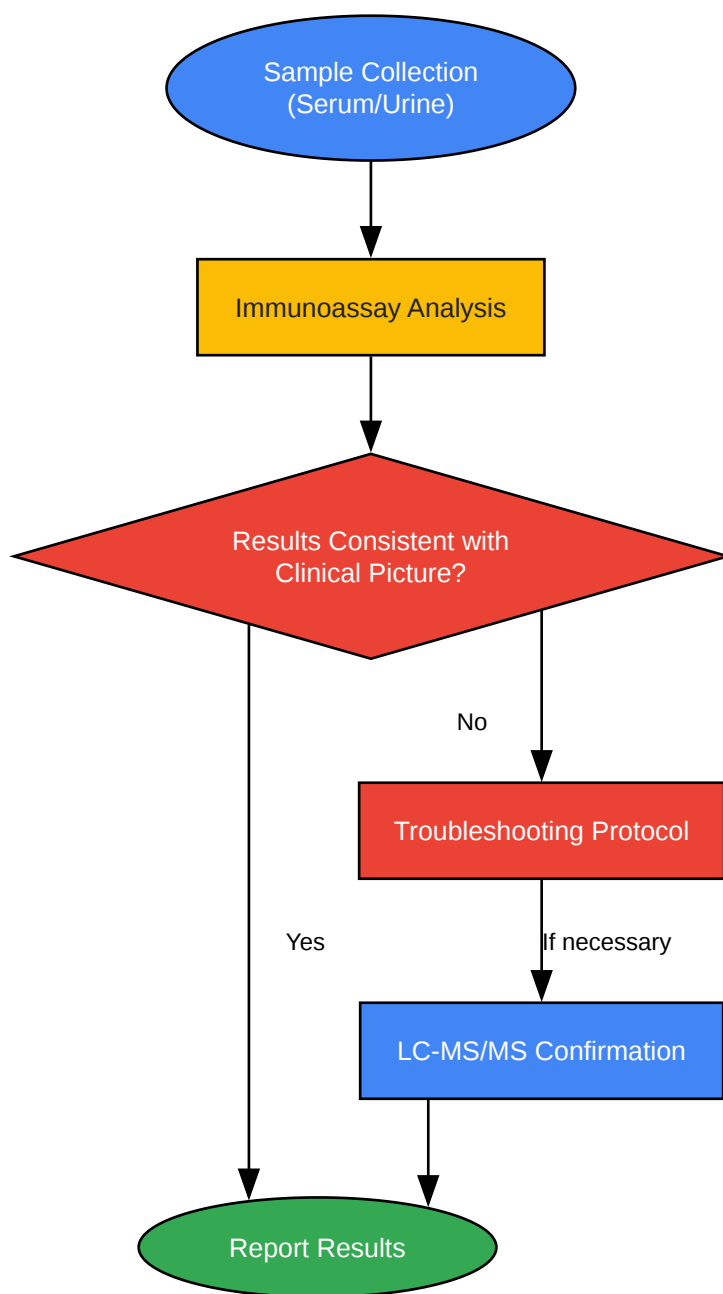 Sample Collection
(Serum/Urine)
Immunoassay Analysis
Results Consistent with
Clinical Picture?
No
Troubleshooting Protocol
Yes
If necessary
LC-MS/MS Confirmation
Report Results